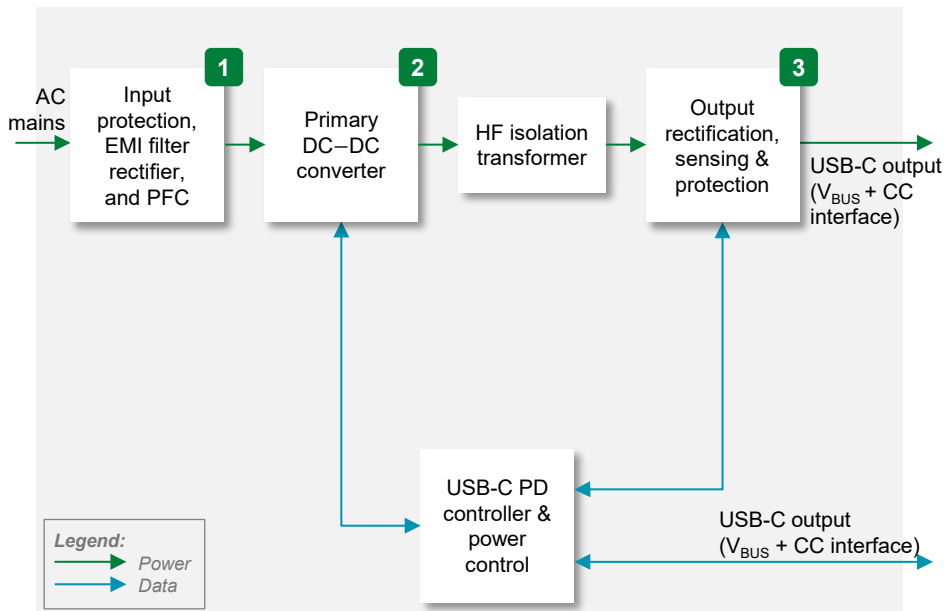 1
2
3
AC
mains
Input
protection,
EMI filter
rectifier,
and PFC
Primary
DC–DC
converter
HF isolation
transformer
Output
rectification,
sensing &
protection
USB-C output
(VBUS + CC
interface)
USB-C PD
controller &
power
control
USB-C output
(VBUS + CC interface)
Legend:
Power
Data